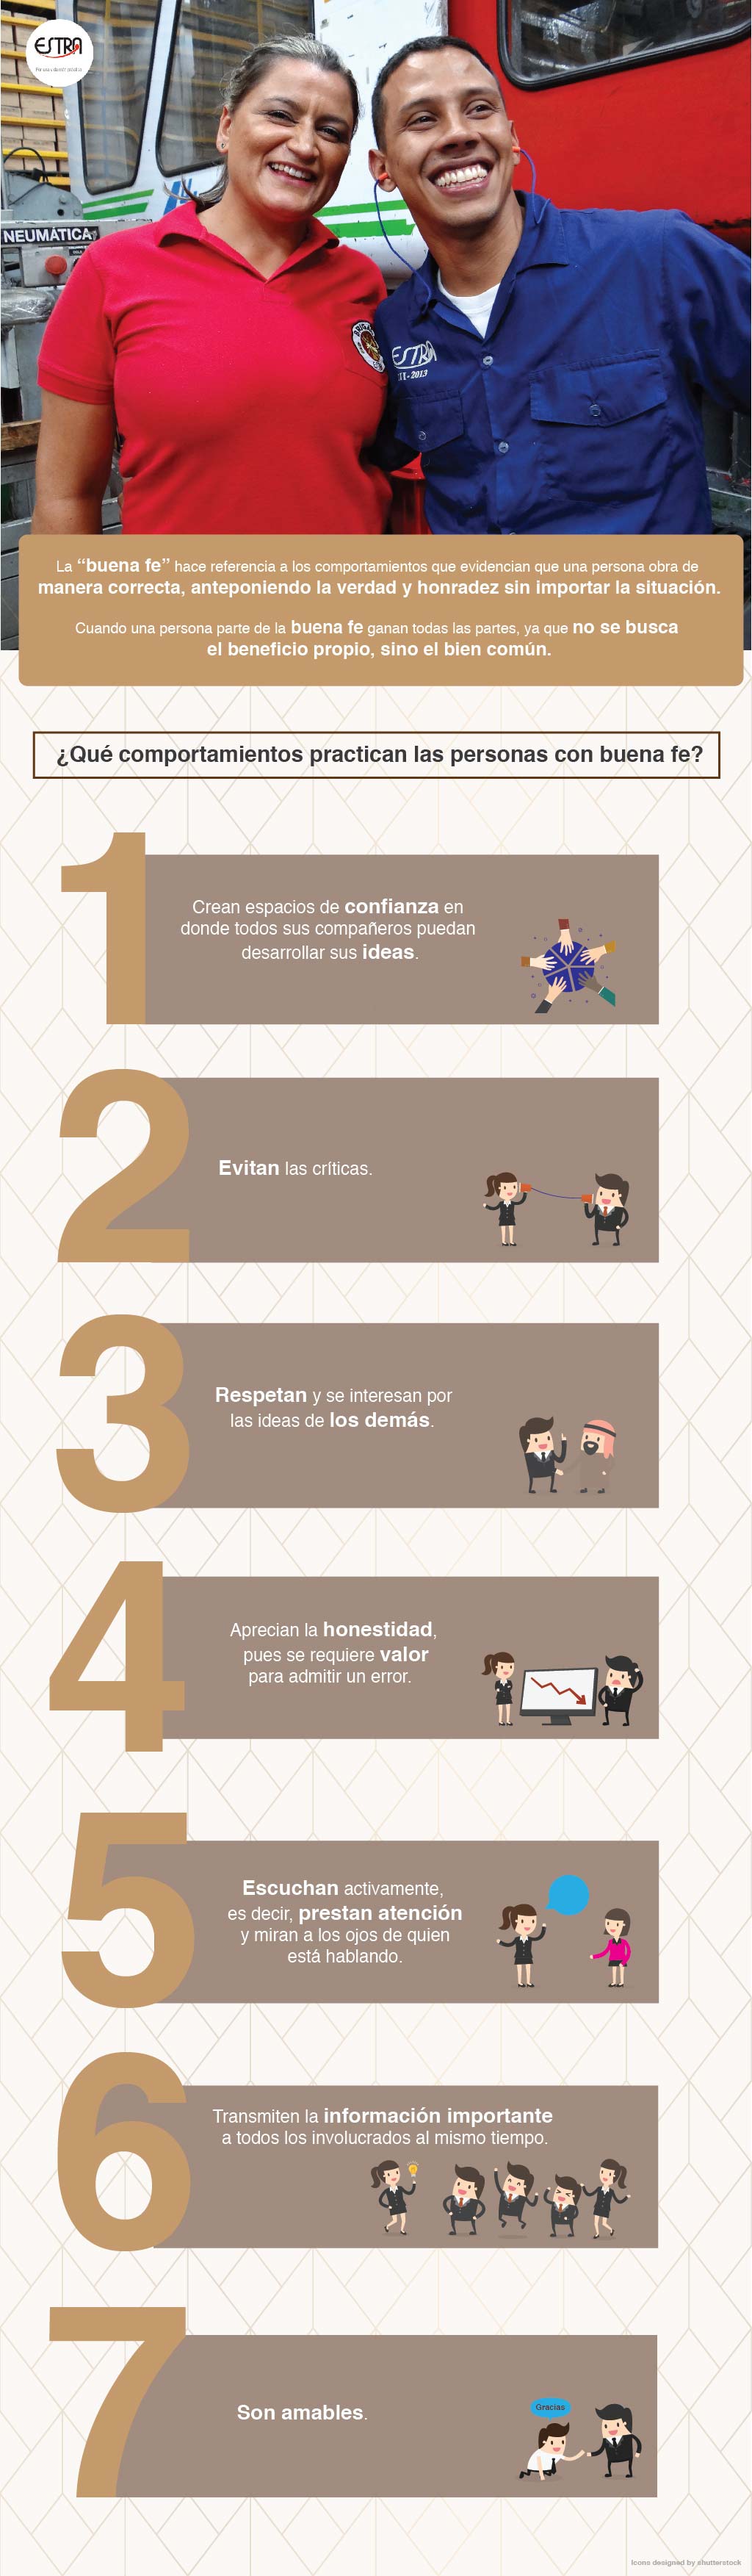 ESTRA
NEUMÁTICA
ESTRA
II-2013
La “buena fe” hace referencia a los comportamientos que evidencian que una persona obra de
manera correcta, anteponiendo la verdad y honradez sin importar la situación.
Cuando una persona parte de la buena fe ganan todas las partes, ya que no se busca
el beneficio propio, sino el bien común.
¿Qué comportamientos practican las personas con buena fe?
1
Crean espacios de confianza en
donde todos sus compañeros puedan
desarrollar sus ideas.
2
Evitan las críticas.
3
Respetan y se interesan por
las ideas de los demás.
4
Aprecian la honestidad,
pues se requiere valor
para admitir un error.
5
Escuchan activamente,
es decir, prestan atención
y miran a los ojos de quien
está hablando.
6
Transmiten la información importante
a todos los involucrados al mismo tiempo.
7
Son amables.
Gracias
Icons designed by shutterstock